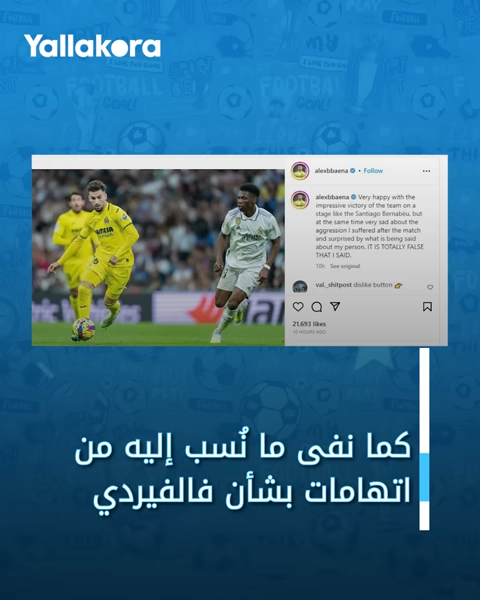 Yallakora
alexbbaena • Follow
alexbbaena Very happy with the
impressive victory of the team on a
stage like the Santiago Bernabéu, but
at the same time very sad about the
aggression I suffered after the match
and surprised by what is being said
about my person, IT IS TOTALLY FALSE
THAT I SAID.
10h See original
val._shitpost dislike button 👉
21,693 likes
10 HOURS AGO
كما نفى ما نُسب إليه من
اتهامات بشأن فالفيردي